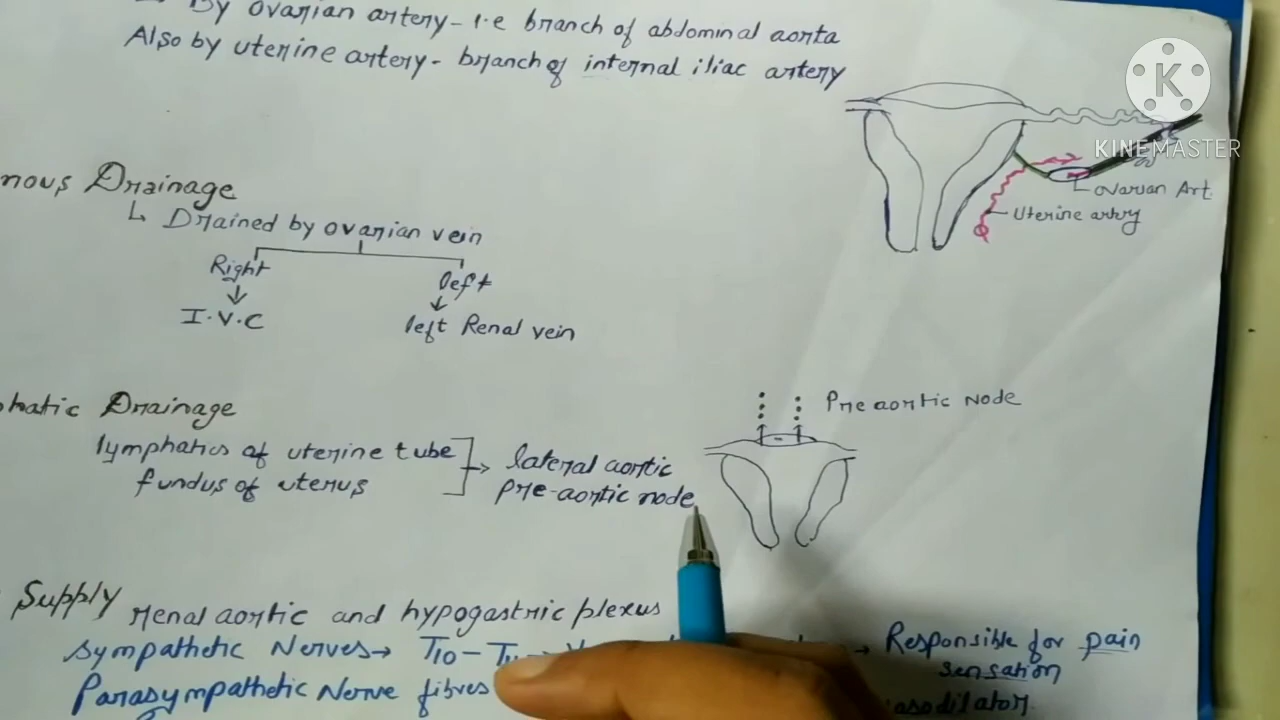 By ovarian artery - i.e branch of abdominal aorta
Also by uterine artery - branch of internal iliac artery
K
KINEMASTER
ovarian Art.
Uterine artery
nous Drainage
Drained by ovarian vein
Right left
I.V.C left Renal vein
Pre aortic Node
hatic Drainage
lymphatics of uterine tube
fundus of uterus
lateral aortic
pre-aortic node
Supply
Renal aortic and hypogastric plexus
Sympathetic Nerves → T10 - Responsible for pain
sensation
Parasympathetic Nerve fibres asodilator.